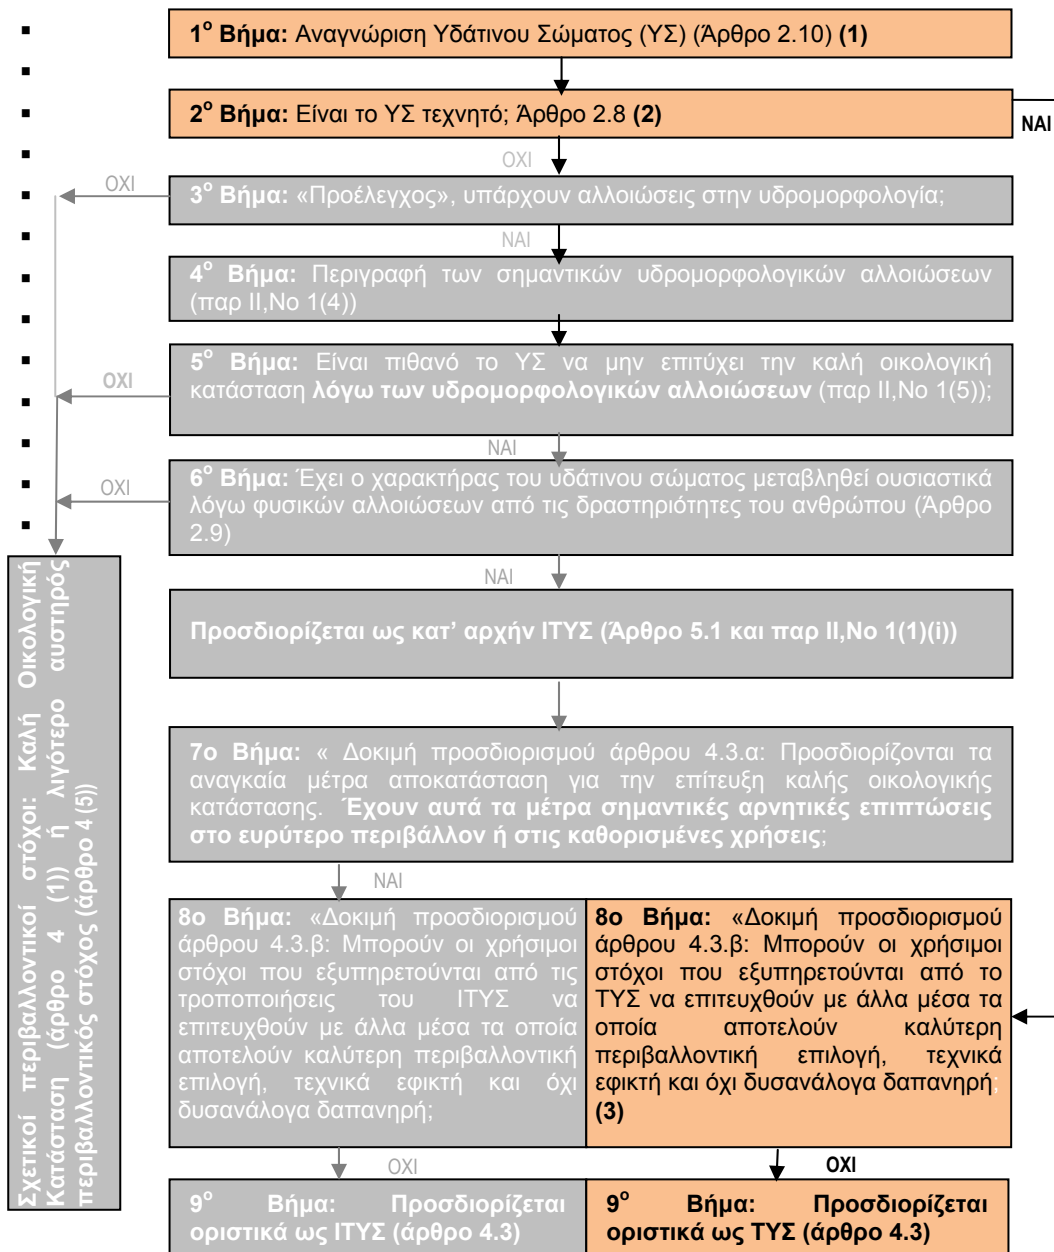 1ο Βήμα: Αναγνώριση Υδάτινου Σώματος (ΥΣ) (Άρθρο 2.10) (1)
2ο Βήμα: Είναι το ΥΣ τεχνητό; Άρθρο 2.8 (2)
ΝΑΙ
ΟΧΙ
ΟΧΙ
3ο Βήμα: «Προέλεγχος», υπάρχουν αλλοιώσεις στην υδρομορφολογία;
ΝΑΙ
4ο Βήμα: Περιγραφή των σημαντικών υδρομορφολογικών αλλοιώσεων
(παρ ΙΙ,Νο 1(4))
5ο Βήμα: Είναι πιθανό το ΥΣ να μην επιτύχει την καλή οικολογική
κατάσταση λόγω των υδρομορφολογικών αλλοιώσεων (παρ ΙΙ,Νο 1(5));
ΟΧΙ
ΝΑΙ
6ο Βήμα: Έχει ο χαρακτήρας του υδάτινου σώματος μεταβληθεί ουσιαστικά
λόγω φυσικών αλλοιώσεων από τις δραστηριότητες του ανθρώπου (Άρθρο
2.9)
ΟΧΙ
ΝΑΙ
Προσδιορίζεται ως κατ’ αρχήν ΙΤΥΣ (Άρθρο 5.1 και παρ ΙΙ,Νο 1(1)(i))
7ο Βήμα: « Δοκιμή προσδιορισμού άρθρου 4.3.α: Προσδιορίζονται τα
αναγκαία μέτρα αποκατάσταση για την επίτευξη καλής οικολογικής
κατάστασης. Έχουν αυτά τα μέτρα σημαντικές αρνητικές επιπτώσεις
στο ευρύτερο περιβάλλον ή στις καθορισμένες χρήσεις;
ΝΑΙ
8ο Βήμα: «Δοκιμή προσδιορισμού
άρθρου 4.3.β: Μπορούν οι χρήσιμοι
στόχοι που εξυπηρετούνται από τις
τροποποιήσεις του ΙΤΥΣ να
επιτευχθούν με άλλα μέσα τα οποία
αποτελούν καλύτερη περιβαλλοντική
επιλογή, τεχνικά εφικτή και όχι
δυσανάλογα δαπανηρή;
8ο Βήμα: «Δοκιμή προσδιορισμού
άρθρου 4.3.β: Μπορούν οι χρήσιμοι
στόχοι που εξυπηρετούνται από το
ΤΥΣ να επιτευχθούν με άλλα μέσα τα
οποία αποτελούν καλύτερη
περιβαλλοντική επιλογή, τεχνικά
εφικτή και όχι δυσανάλογα δαπανηρή;
(3)
ΟΧΙ
ΟΧΙ
9ο Βήμα: Προσδιορίζεται
οριστικά ως ΙΤΥΣ (άρθρο 4.3)
9ο Βήμα: Προσδιορίζεται
οριστικά ως ΤΥΣ (άρθρο 4.3)
Σχετικοί περιβαλλοντικοί στόχοι: Καλή Οικολογική
Κατάσταση (άρθρο 4 (1)) ή λιγότερο αυστηρός
περιβαλλοντικός στόχος (άρθρο 4 (5))